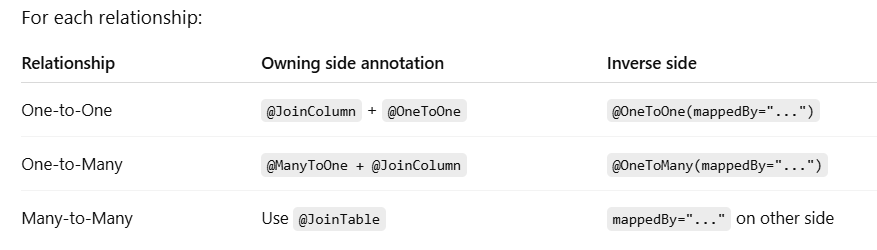 For each relationship:
Relationship Owning side annotation Inverse side
One-to-One @JoinColumn + @OneToOne @OneToOne(mappedBy="...")
One-to-Many @ManyToOne + @JoinColumn @OneToMany(mappedBy="...")
Many-to-Many Use @JoinTable mappedBy="..." on other side